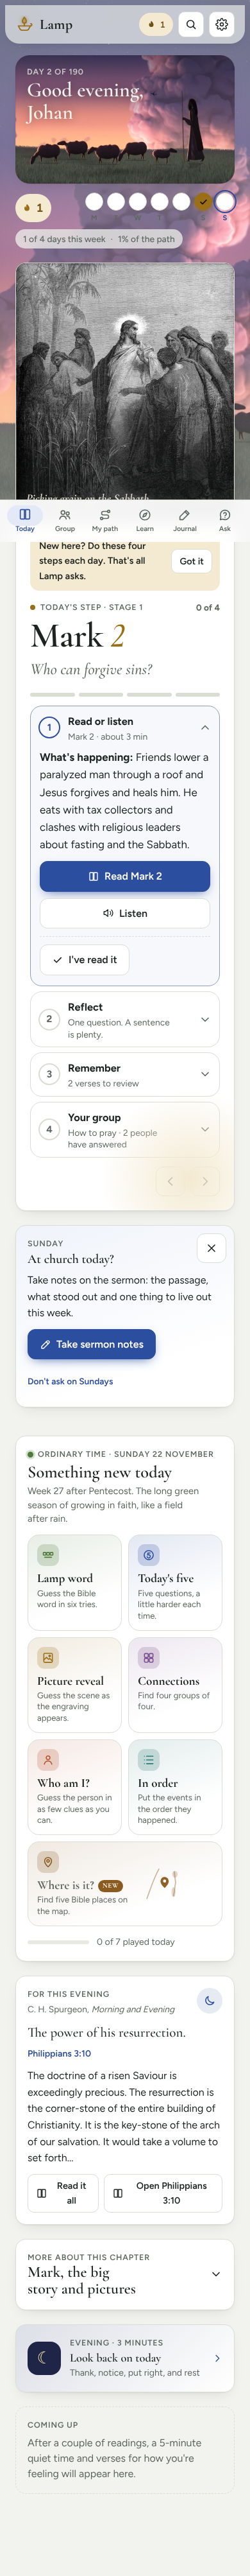 Lamp
1
DAY 2 OF 190
Good evening,
Johan
1
S
1 of 4 days this week · 1% of the path
Picking grain on the Sabbath
Today
Group
My path
Learn
Journal
Ask
New here? Do these four
steps each day. That's all
Lamp asks.
Got it
TODAY'S STEP · STAGE 1
0 of 4
Mark 2
Who can forgive sins?
1
Read or listen
Mark 2 · about 3 min
What's happening: Friends lower a
paralyzed man through a roof and
Jesus forgives and heals him. He
eats with tax collectors and
clashes with religious leaders
about fasting and the Sabbath.
Read Mark 2
Listen
I've read it
2
Reflect
One question. A sentence
is plenty.
3
Remember
2 verses to review
4
Your group
How to pray · 2 people
have answered
SUNDAY
At church today?
Take notes on the sermon: the passage,
what stood out and one thing to live out
this week.
Take sermon notes
Don't ask on Sundays
ORDINARY TIME · SUNDAY 22 NOVEMBER
Something new today
Week 27 after Pentecost. The long green
season of growing in faith, like a field
after rain.
Lamp word
Guess the Bible
word in six tries.
Today's five
Five questions, a
little harder each
time.
Picture reveal
Guess the scene as
the engraving
appears.
Connections
Find four groups of
four.
Who am I?
Guess the person in
as few clues as you
can.
In order
Put the events in
the order they
happened.
Where is it? NEW
Find five Bible places on
the map.
0 of 7 played today
FOR THIS EVENING
C. H. Spurgeon, Morning and Evening
The power of his resurrection.
Philippians 3:10
The doctrine of a risen Saviour is
exceedingly precious. The resurrection is
the corner-stone of the entire building of
Christianity. It is the key-stone of the arch
of our salvation. It would take a volume to
set forth…
Read it
all
Open Philippians
3:10
MORE ABOUT THIS CHAPTER
Mark, the big
story and pictures
EVENING · 3 MINUTES
Look back on today
Thank, notice, put right, and rest
COMING UP
After a couple of readings, a 5-minute
quiet time and verses for how you're
feeling will appear here.